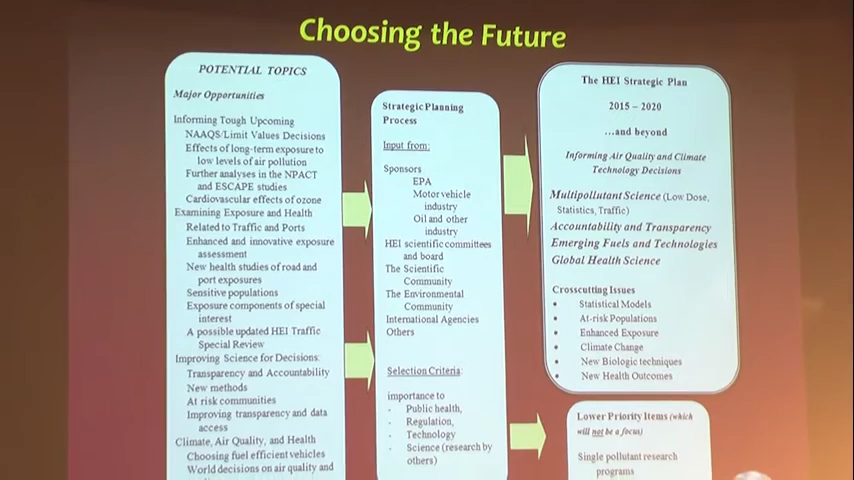 Choosing the Future
POTENTIAL TOPICS
Major Opportunities
Informing Tough Upcoming
NAAQS/Limit Values Decisions
Effects of long-term exposure to
low levels of air pollution
Further analyses in the NPACT
and ESCAPE studies
Cardiovascular effects of ozone
Examining Exposure and Health
Related to Traffic and Ports
Enhanced and innovative exposure
assessment
New health studies of road and
port exposures
Sensitive populations
Exposure components of special
interest
A possible updated HEI Traffic
Special Review
Improving Science for Decisions:
Transparency and Accountability
New methods
At risk communities
Improving transparency and data
access
Climate, Air Quality, and Health
Choosing fuel efficient vehicles
World decisions on air quality and
Strategic Planning
Process
Input from:
Sponsors
EPA
Motor vehicle
industry
Oil and other
industry
HEI scientific committees
and board
The Scientific
Community
The Environmental
Community
International Agencies
Others
Selection Criteria:
importance to
- Public health,
- Regulation,
- Technology
- Science (research by
others)
The HEI Strategic Plan
2015 – 2020
...and beyond
Informing Air Quality and Climate
Technology Decisions
Multipollutant Science (Low Dose,
Statistics, Traffic)
Accountability and Transparency
Emerging Fuels and Technologies
Global Health Science
Crosscutting Issues
• Statistical Models
• At-risk Populations
• Enhanced Exposure
• Climate Change
• New Biologic techniques
• New Health Outcomes
Lower Priority Items (which
will not be a focus)
Single pollutant research
programs